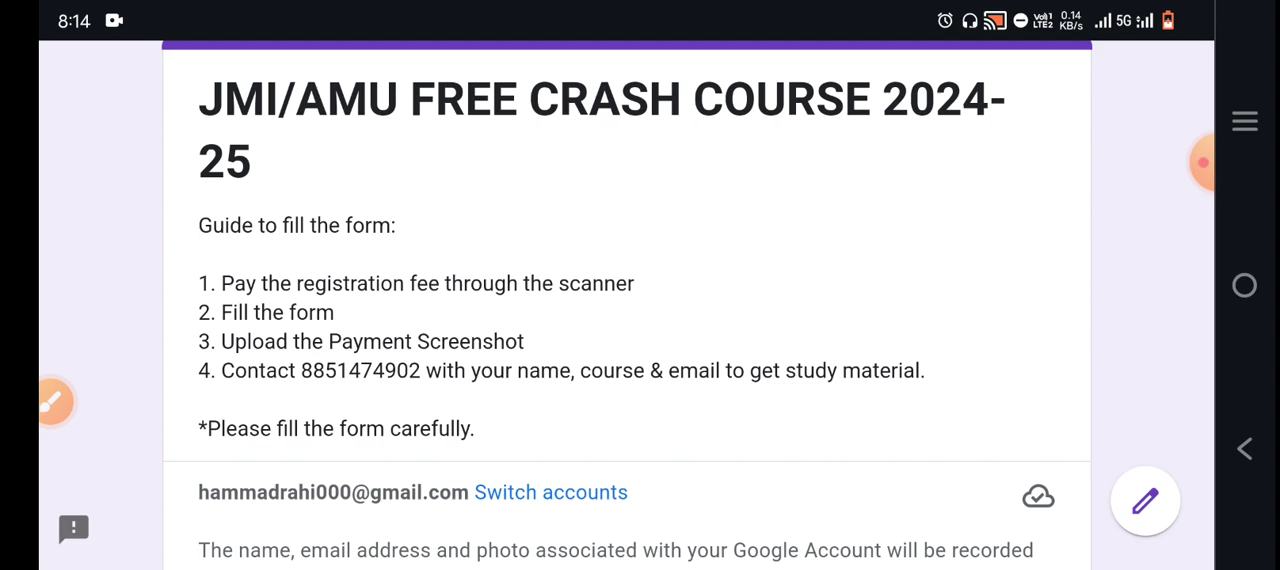 8:14
Vol1 LTE2 0.14 KB/s 5G
JMI/AMU FREE CRASH COURSE 2024-
25
Guide to fill the form:
1. Pay the registration fee through the scanner
2. Fill the form
3. Upload the Payment Screenshot
4. Contact 8851474902 with your name, course & email to get study material.
*Please fill the form carefully.
hammadrahi000@gmail.com Switch accounts
The name, email address and photo associated with your Google Account will be recorded